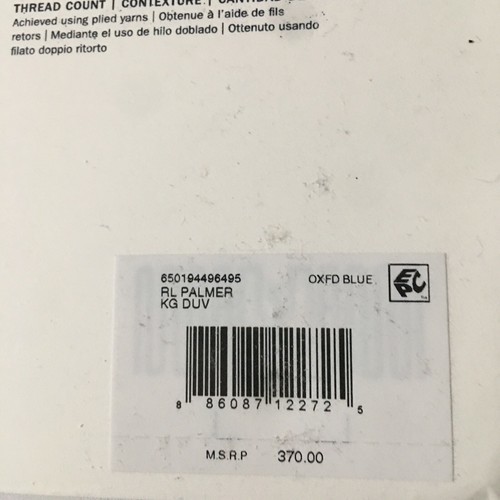 THREAD COUNT | CONTEXTURE |
Achieved using plied yarns | Obtenue à l'aide de fils
retors | Mediante el uso de hilo doblado | Ottenuto usando
filato doppio ritorto
650194496495 OXFD BLUE EPC
RL PALMER
KG DUV
8 86087 12272 5
M.S.R.P 370.00